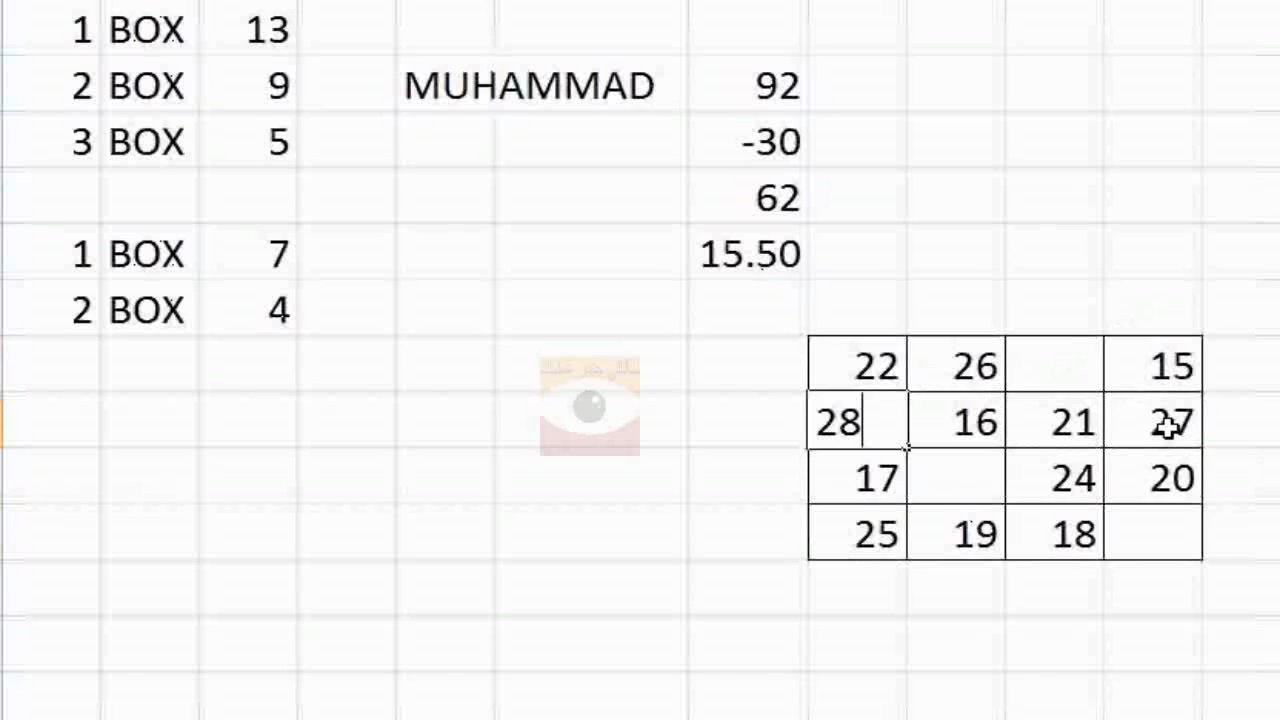 1 BOX 13
2 BOX 9 MUHAMMAD 92
3 BOX 5 -30
62
1 BOX 7 15.50
2 BOX 4
22 26 15
28 16 21 27
17 24 20
25 19 18